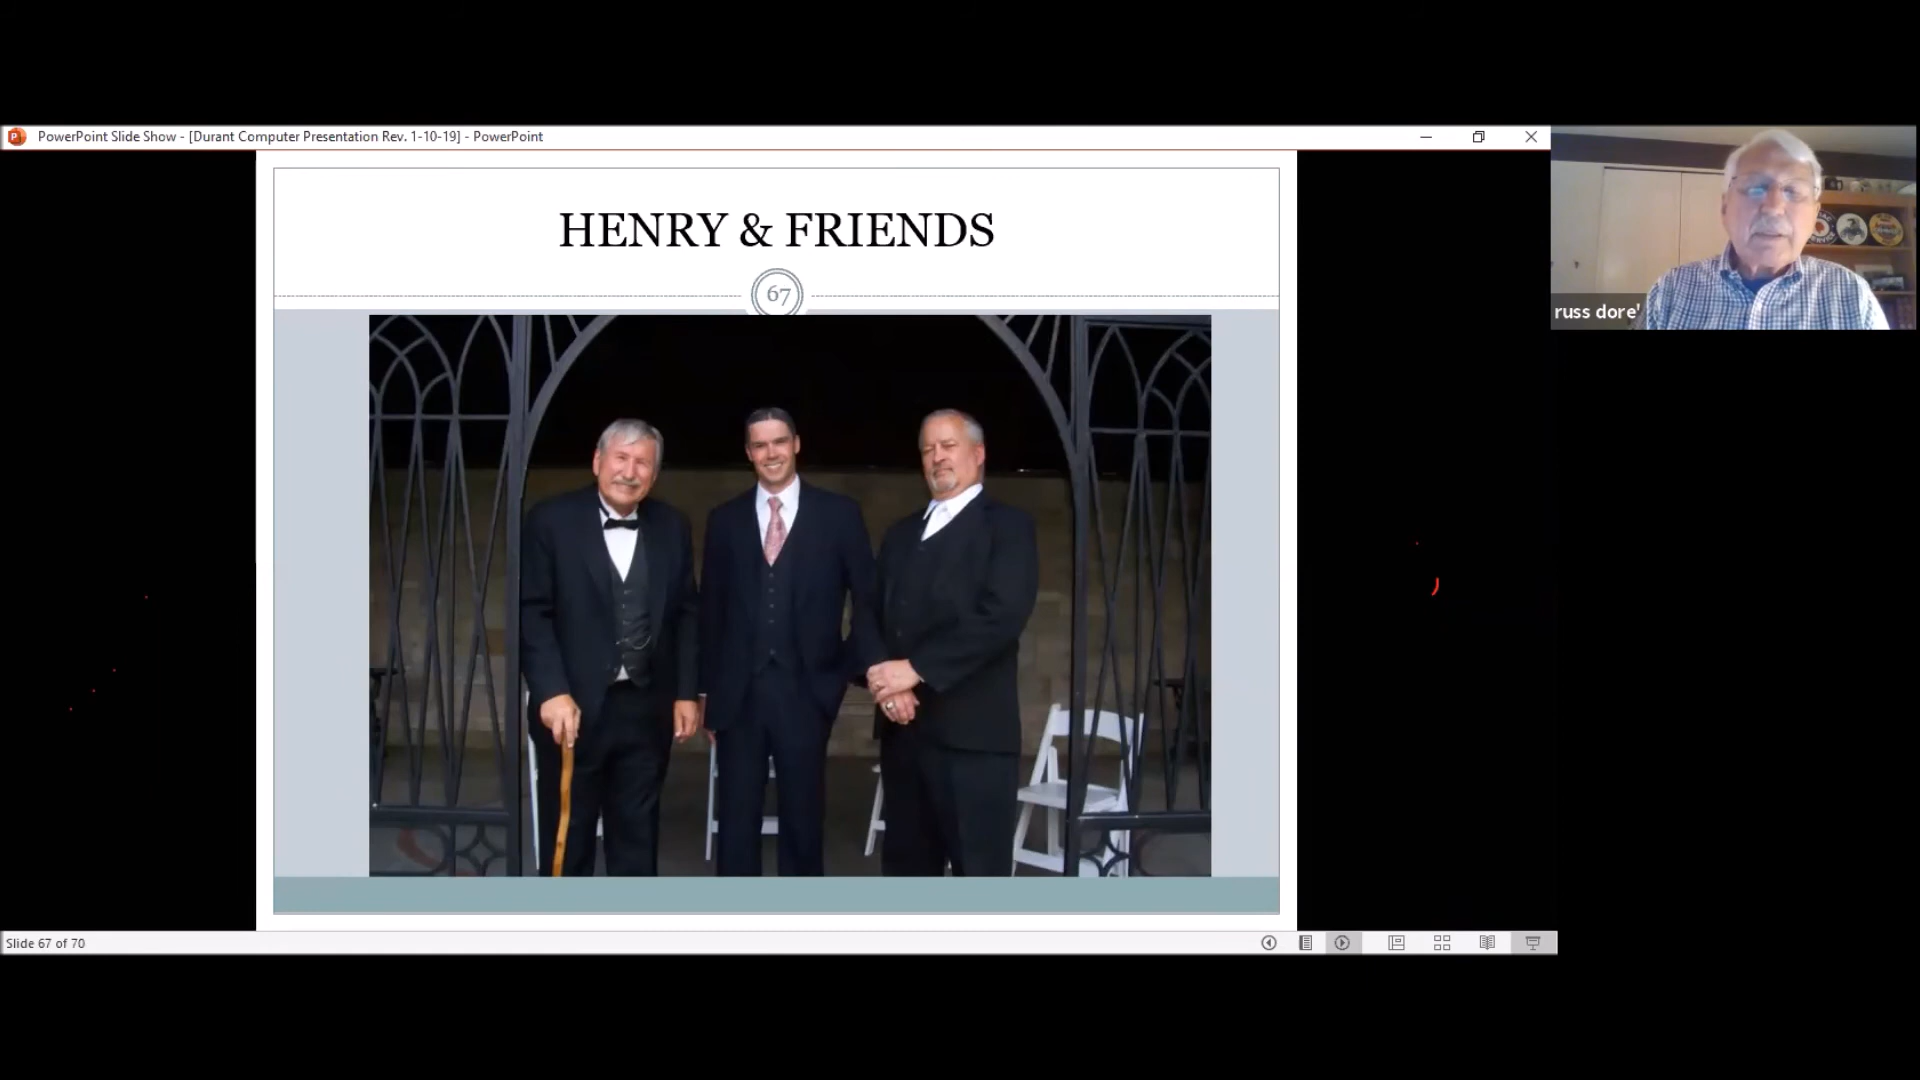 PowerPoint Slide Show - [Durant Computer Presentation Rev. 1-10-19] - PowerPoint
HENRY & FRIENDS
67
russ dore'
Slide 67 of 70